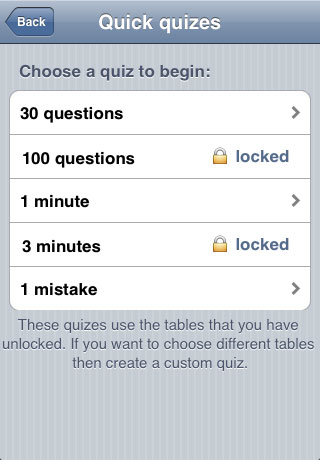 Back
Quick quizes
Choose a quiz to begin:
30 questions
100 questions locked
1 minute
3 minutes locked
1 mistake
These quizes use the tables that you have
unlocked. If you want to choose different tables
then create a custom quiz.